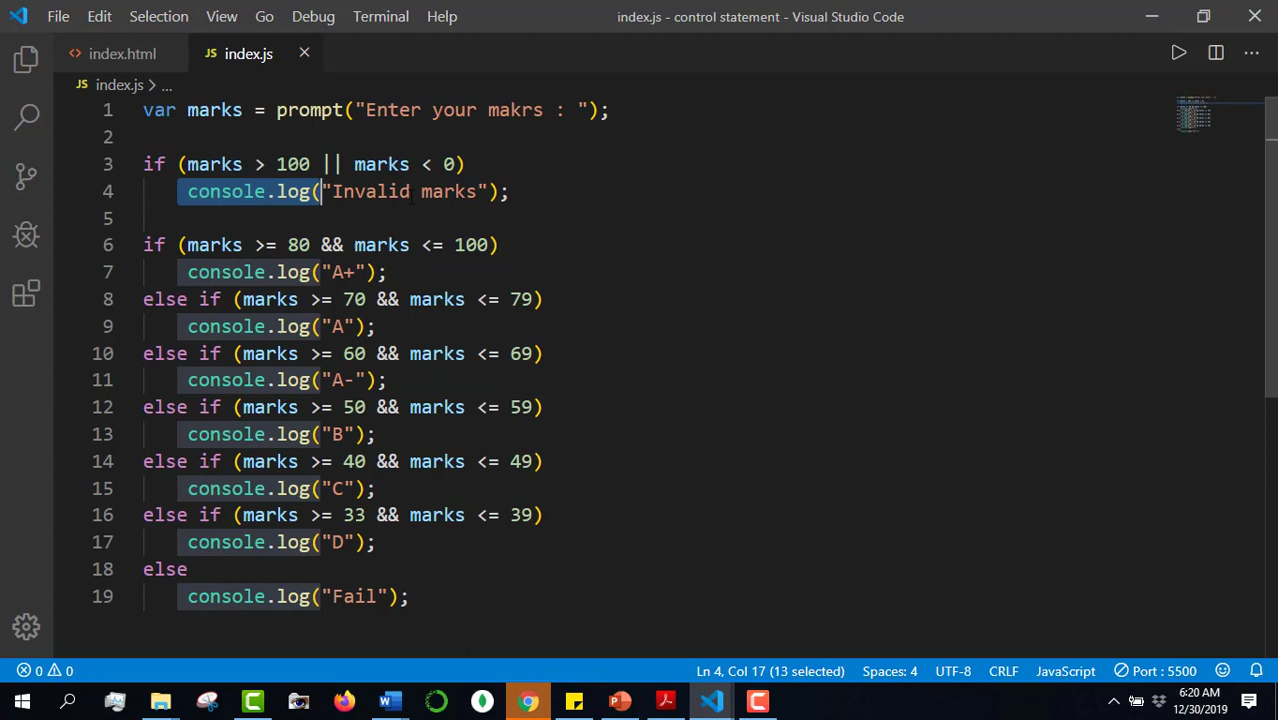 File Edit Selection View Go Debug Terminal Help index.js - control statement - Visual Studio Code
<> index.html JS index.js
JS index.js > ...
1 var marks = prompt("Enter your makrs : ");
2
3 if (marks > 100 || marks < 0)
4 console.log("Invalid marks");
5
6 if (marks >= 80 && marks <= 100)
7 console.log("A+");
8 else if (marks >= 70 && marks <= 79)
9 console.log("A");
10 else if (marks >= 60 && marks <= 69)
11 console.log("A-");
12 else if (marks >= 50 && marks <= 59)
13 console.log("B");
14 else if (marks >= 40 && marks <= 49)
15 console.log("C");
16 else if (marks >= 33 && marks <= 39)
17 console.log("D");
18 else
19 console.log("Fail");
0 0 Ln 4, Col 17 (13 selected) Spaces: 4 UTF-8 CRLF JavaScript Port : 5500
6:20 AM
12/30/2019